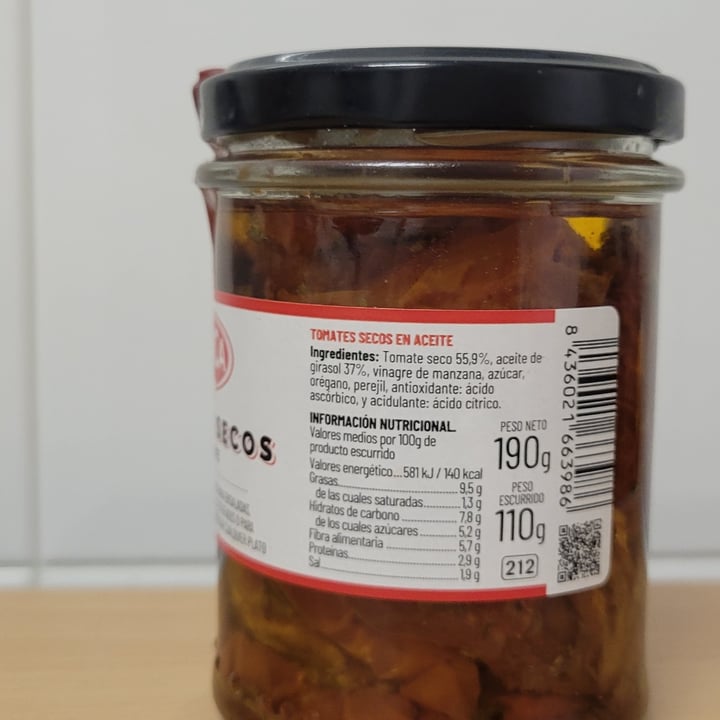 TOMATES SECOS EN ACEITE
Ingredientes: Tomate seco 55,9%, aceite de
girasol 37%, vinagre de manzana, azúcar,
orégano, perejil, antioxidante: ácido
ascórbico, y acidulante: ácido cítrico.
INFORMACIÓN NUTRICIONAL.
Valores medios por 100g de
producto escurrido
Valores energético...581 kJ / 140 kcal
Grasas 9,5 g
de las cuales saturadas 1,3 g
Hidratos de carbono 7,8 g
de los cuales azúcares 5,2 g
Fibra alimentaria 5,7 g
Proteínas 2,9 g
Sal 1,9 g
PESO NETO
190g
PESO
ESCURRIDO
110g
212
8 436021 663986
SECOS
PLATO